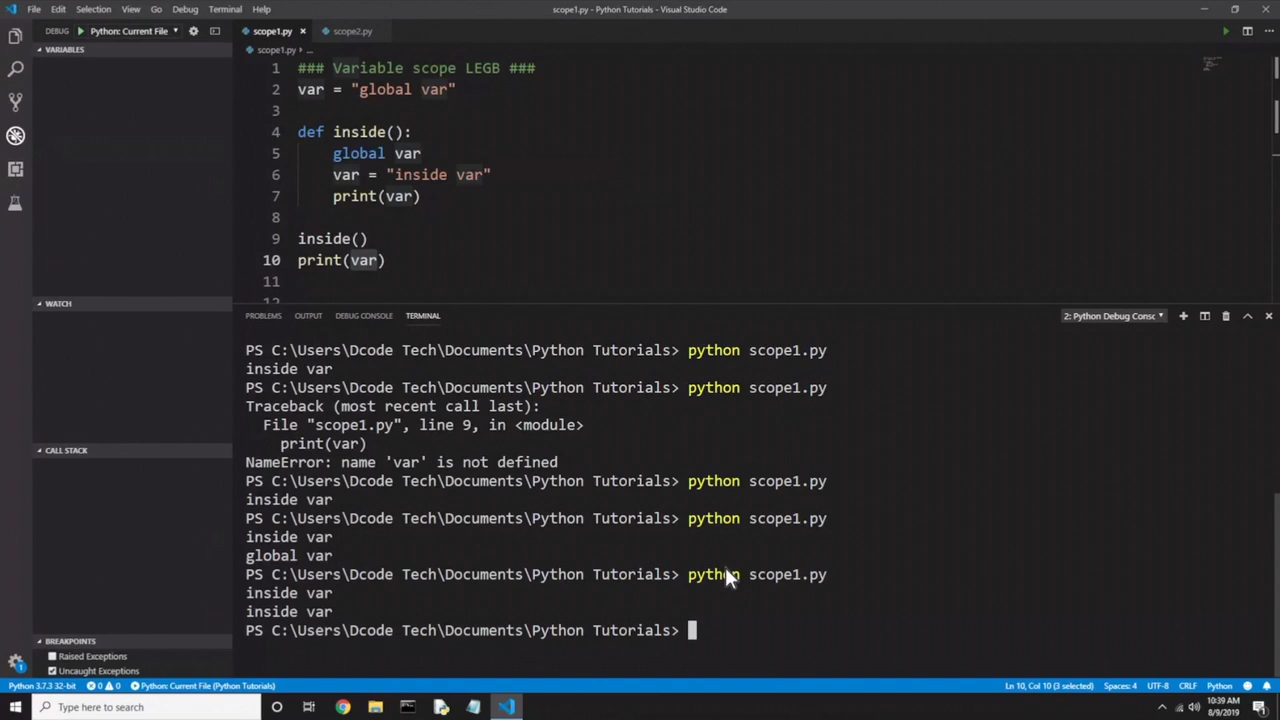 File Edit Selection View Go Debug Terminal Help
scope1.py - Python Tutorials - Visual Studio Code
DEBUG Python: Current File
scope1.py
scope2.py
VARIABLES
scope1.py > ...
1 ### Variable scope LEGB ###
2 var = "global var"
3
4 def inside():
5 global var
6 var = "inside var"
7 print(var)
8
9 inside()
10 print(var)
11
12
WATCH
CALL STACK
PROBLEMS OUTPUT DEBUG CONSOLE TERMINAL
2: Python Debug Consc
PS C:\Users\Dcode Tech\Documents\Python Tutorials> python scope1.py
inside var
PS C:\Users\Dcode Tech\Documents\Python Tutorials> python scope1.py
Traceback (most recent call last):
File "scope1.py", line 9, in <module>
print(var)
NameError: name 'var' is not defined
PS C:\Users\Dcode Tech\Documents\Python Tutorials> python scope1.py
inside var
PS C:\Users\Dcode Tech\Documents\Python Tutorials> python scope1.py
inside var
global var
PS C:\Users\Dcode Tech\Documents\Python Tutorials> python scope1.py
inside var
inside var
PS C:\Users\Dcode Tech\Documents\Python Tutorials>
BREAKPOINTS
Raised Exceptions
Uncaught Exceptions
1
Python 3.7.3 32-bit 0 0 Python: Current File (Python Tutorials)
Ln 10, Col 10 (3 selected) Spaces: 4 UTF-8 CRLF Python
Type here to search
10:39 AM
8/9/2019
1